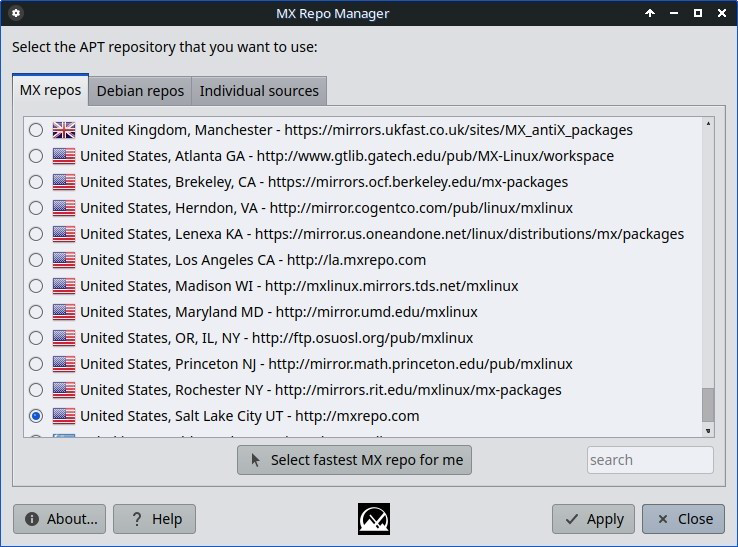 MX Repo Manager
Select the APT repository that you want to use:
MX repos Debian repos Individual sources
United Kingdom, Manchester - https://mirrors.ukfast.co.uk/sites/MX_antiX_packages
United States, Atlanta GA - http://www.gtlib.gatech.edu/pub/MX-Linux/workspace
United States, Brekeley, CA - https://mirrors.ocf.berkeley.edu/mx-packages
United States, Herndon, VA - http://mirror.cogentco.com/pub/linux/mxlinux
United States, Lenexa KA - https://mirror.us.oneandone.net/linux/distributions/mx/packages
United States, Los Angeles CA - http://la.mxrepo.com
United States, Madison WI - http://mxlinux.mirrors.tds.net/mxlinux
United States, Maryland MD - http://mirror.umd.edu/mxlinux
United States, OR, IL, NY - http://ftp.osuosl.org/pub/mxlinux
United States, Princeton NJ - http://mirror.math.princeton.edu/pub/mxlinux
United States, Rochester NY - http://mirrors.rit.edu/mxlinux/mx-packages
United States, Salt Lake City UT - http://mxrepo.com
Select fastest MX repo for me search
About... Help Apply Close